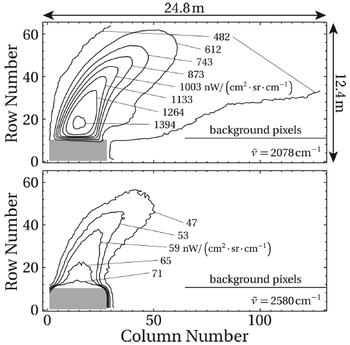 24.8 m
12.4 m
Row Number
60
40
20
0
482
612
743
873
1003 nW/(cm²·sr·cm⁻¹)
1133
1264
1394
background pixels
ṽ = 2078 cm⁻¹
Row Number
60
40
20
0
47
53
59 nW/(cm²·sr·cm⁻¹)
65
71
background pixels
ṽ = 2580 cm⁻¹
0 50 100
Column Number